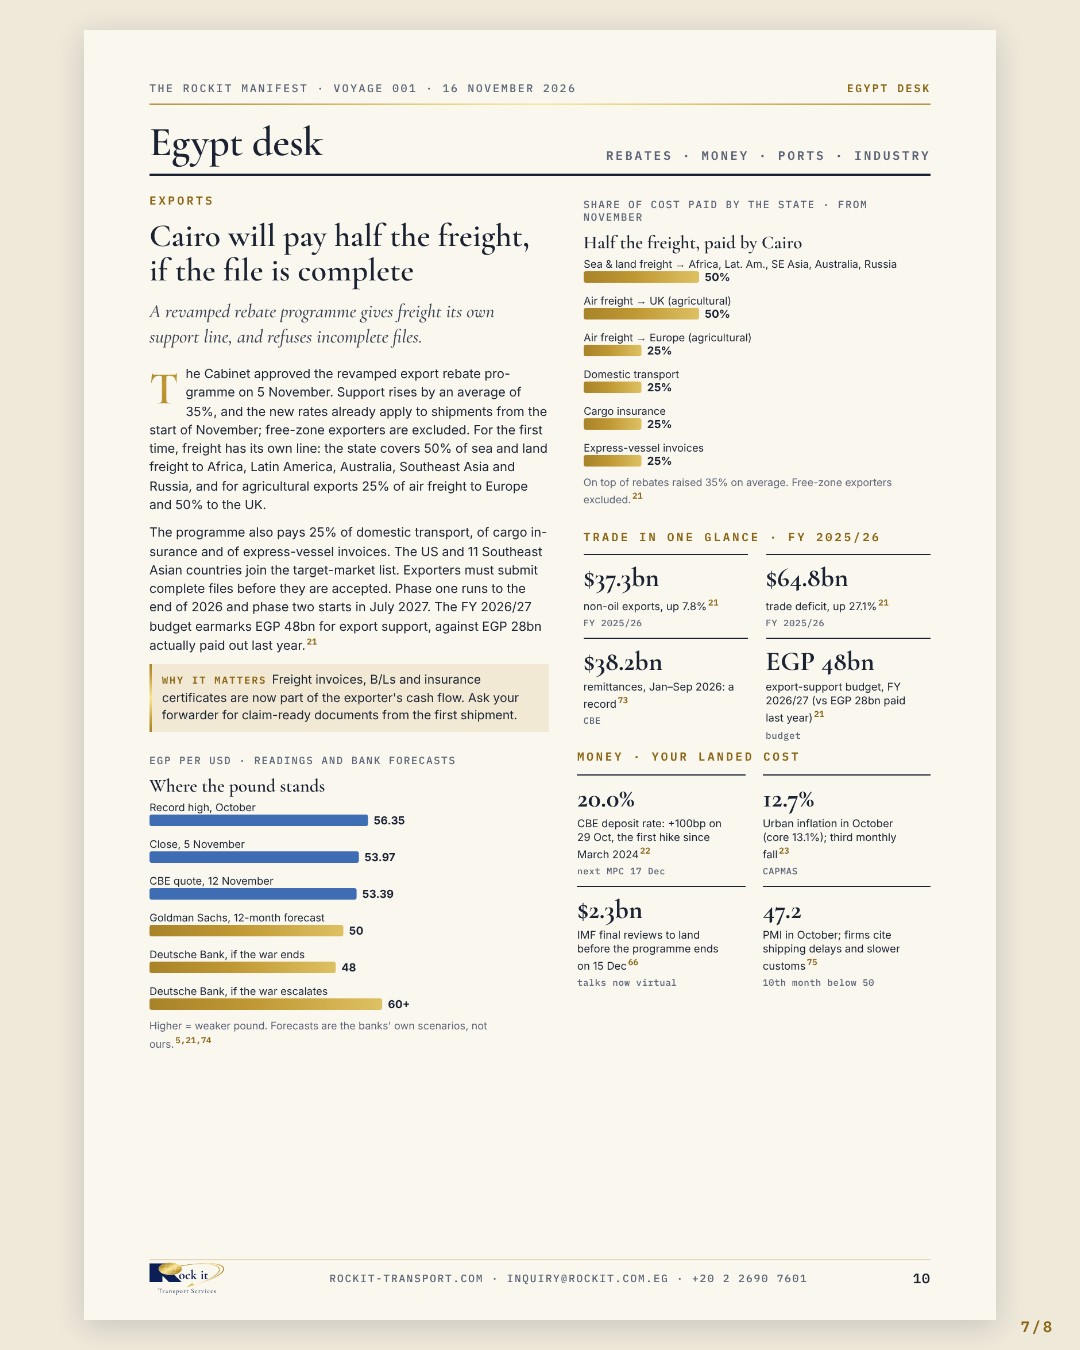 THE ROCKIT MANIFEST · VOYAGE 001 · 16 NOVEMBER 2026
EGYPT DESK
Egypt desk
REBATES · MONEY · PORTS · INDUSTRY
EXPORTS
Cairo will pay half the freight,
if the file is complete
A revamped rebate programme gives freight its own
support line, and refuses incomplete files.
The Cabinet approved the revamped export rebate pro-
gramme on 5 November. Support rises by an average of
35%, and the new rates already apply to shipments from the
start of November; free-zone exporters are excluded. For the first
time, freight has its own line: the state covers 50% of sea and land
freight to Africa, Latin America, Australia, Southeast Asia and
Russia, and for agricultural exports 25% of air freight to Europe
and 50% to the UK.
The programme also pays 25% of domestic transport, of cargo in-
surance and of express-vessel invoices. The US and 11 Southeast
Asian countries join the target-market list. Exporters must submit
complete files before they are accepted. Phase one runs to the
end of 2026 and phase two starts in July 2027. The FY 2026/27
budget earmarks EGP 48bn for export support, against EGP 28bn
actually paid out last year.21
WHY IT MATTERS Freight invoices, B/Ls and insurance
certificates are now part of the exporter's cash flow. Ask your
forwarder for claim-ready documents from the first shipment.
EGP PER USD · READINGS AND BANK FORECASTS
Where the pound stands
Record high, October
56.35
Close, 5 November
53.97
CBE quote, 12 November
53.39
Goldman Sachs, 12-month forecast
50
Deutsche Bank, if the war ends
48
Deutsche Bank, if the war escalates
60+
Higher = weaker pound. Forecasts are the banks' own scenarios, not
ours.5,21,74
SHARE OF COST PAID BY THE STATE · FROM
NOVEMBER
Half the freight, paid by Cairo
Sea & land freight → Africa, Lat. Am., SE Asia, Australia, Russia
50%
Air freight → UK (agricultural)
50%
Air freight → Europe (agricultural)
25%
Domestic transport
25%
Cargo insurance
25%
Express-vessel invoices
25%
On top of rebates raised 35% on average. Free-zone exporters
excluded.21
TRADE IN ONE GLANCE · FY 2025/26
$37.3bn
non-oil exports, up 7.8%21
FY 2025/26
$64.8bn
trade deficit, up 27.1%21
FY 2025/26
$38.2bn
remittances, Jan–Sep 2026: a
record73
CBE
EGP 48bn
export-support budget, FY
2026/27 (vs EGP 28bn paid
last year)21
budget
MONEY · YOUR LANDED COST
20.0%
CBE deposit rate: +100bp on
29 Oct, the first hike since
March 202422
next MPC 17 Dec
12.7%
Urban inflation in October
(core 13.1%); third monthly
fall23
CAPMAS
$2.3bn
IMF final reviews to land
before the programme ends
on 15 Dec66
talks now virtual
47.2
PMI in October; firms cite
shipping delays and slower
customs75
10th month below 50
Rock it
Transport Services
ROCKIT-TRANSPORT.COM · INQUIRY@ROCKIT.COM.EG · +20 2 2690 7601
10
7/8